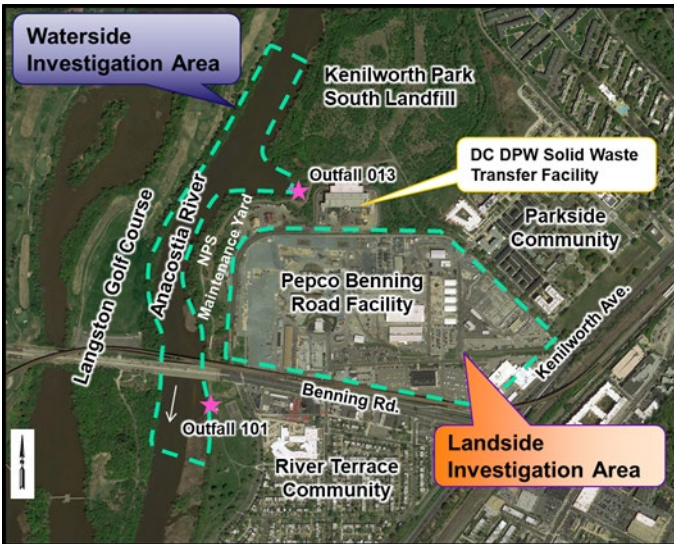 Waterside
Investigation Area
Kenilworth Park
South Landfill
Outfall 013
DC DPW Solid Waste
Transfer Facility
Parkside
Community
Langston Golf Course
Anacostia River
NPS
Maintenance Yard
Pepco Benning
Road Facility
Kenilworth Ave.
Benning Rd.
Outfall 101
River Terrace
Community
Landside
Investigation Area